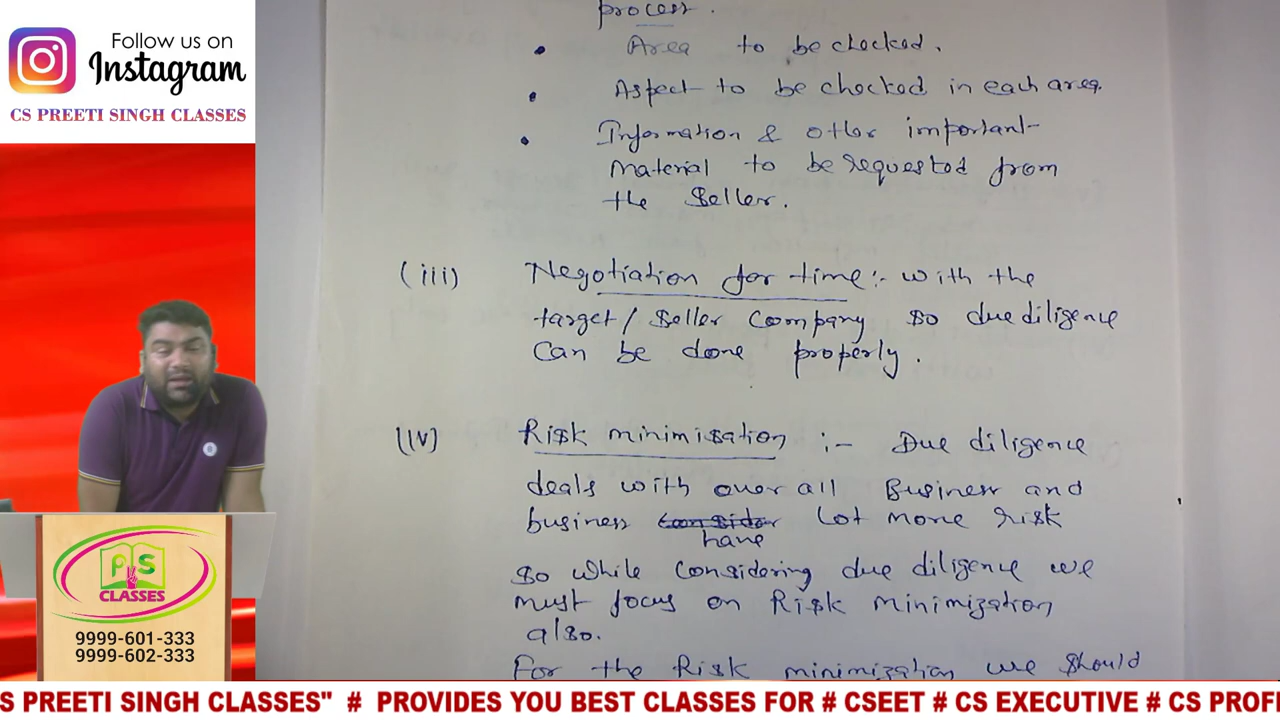 Follow us on
Instagram
CS PREETI SINGH CLASSES
process.
• Area to be checked.
• Aspect to be checked in each area.
• Information & other important
Material to be requested from
the Seller.
(iii) Negotiation for time:- with the
target/Seller Company so due diligence
can be done properly.
(iv) Risk minimisation :- Due diligence
deals with over all Business and
business have lot more risk
So while considering due diligence we
must focus on Risk minimization
also.
For the Risk minimization we should
PS
CLASSES
9999-601-333
9999-602-333
S PREETI SINGH CLASSES" # PROVIDES YOU BEST CLASSES FOR # CSEET # CS EXECUTIVE # CS PROF